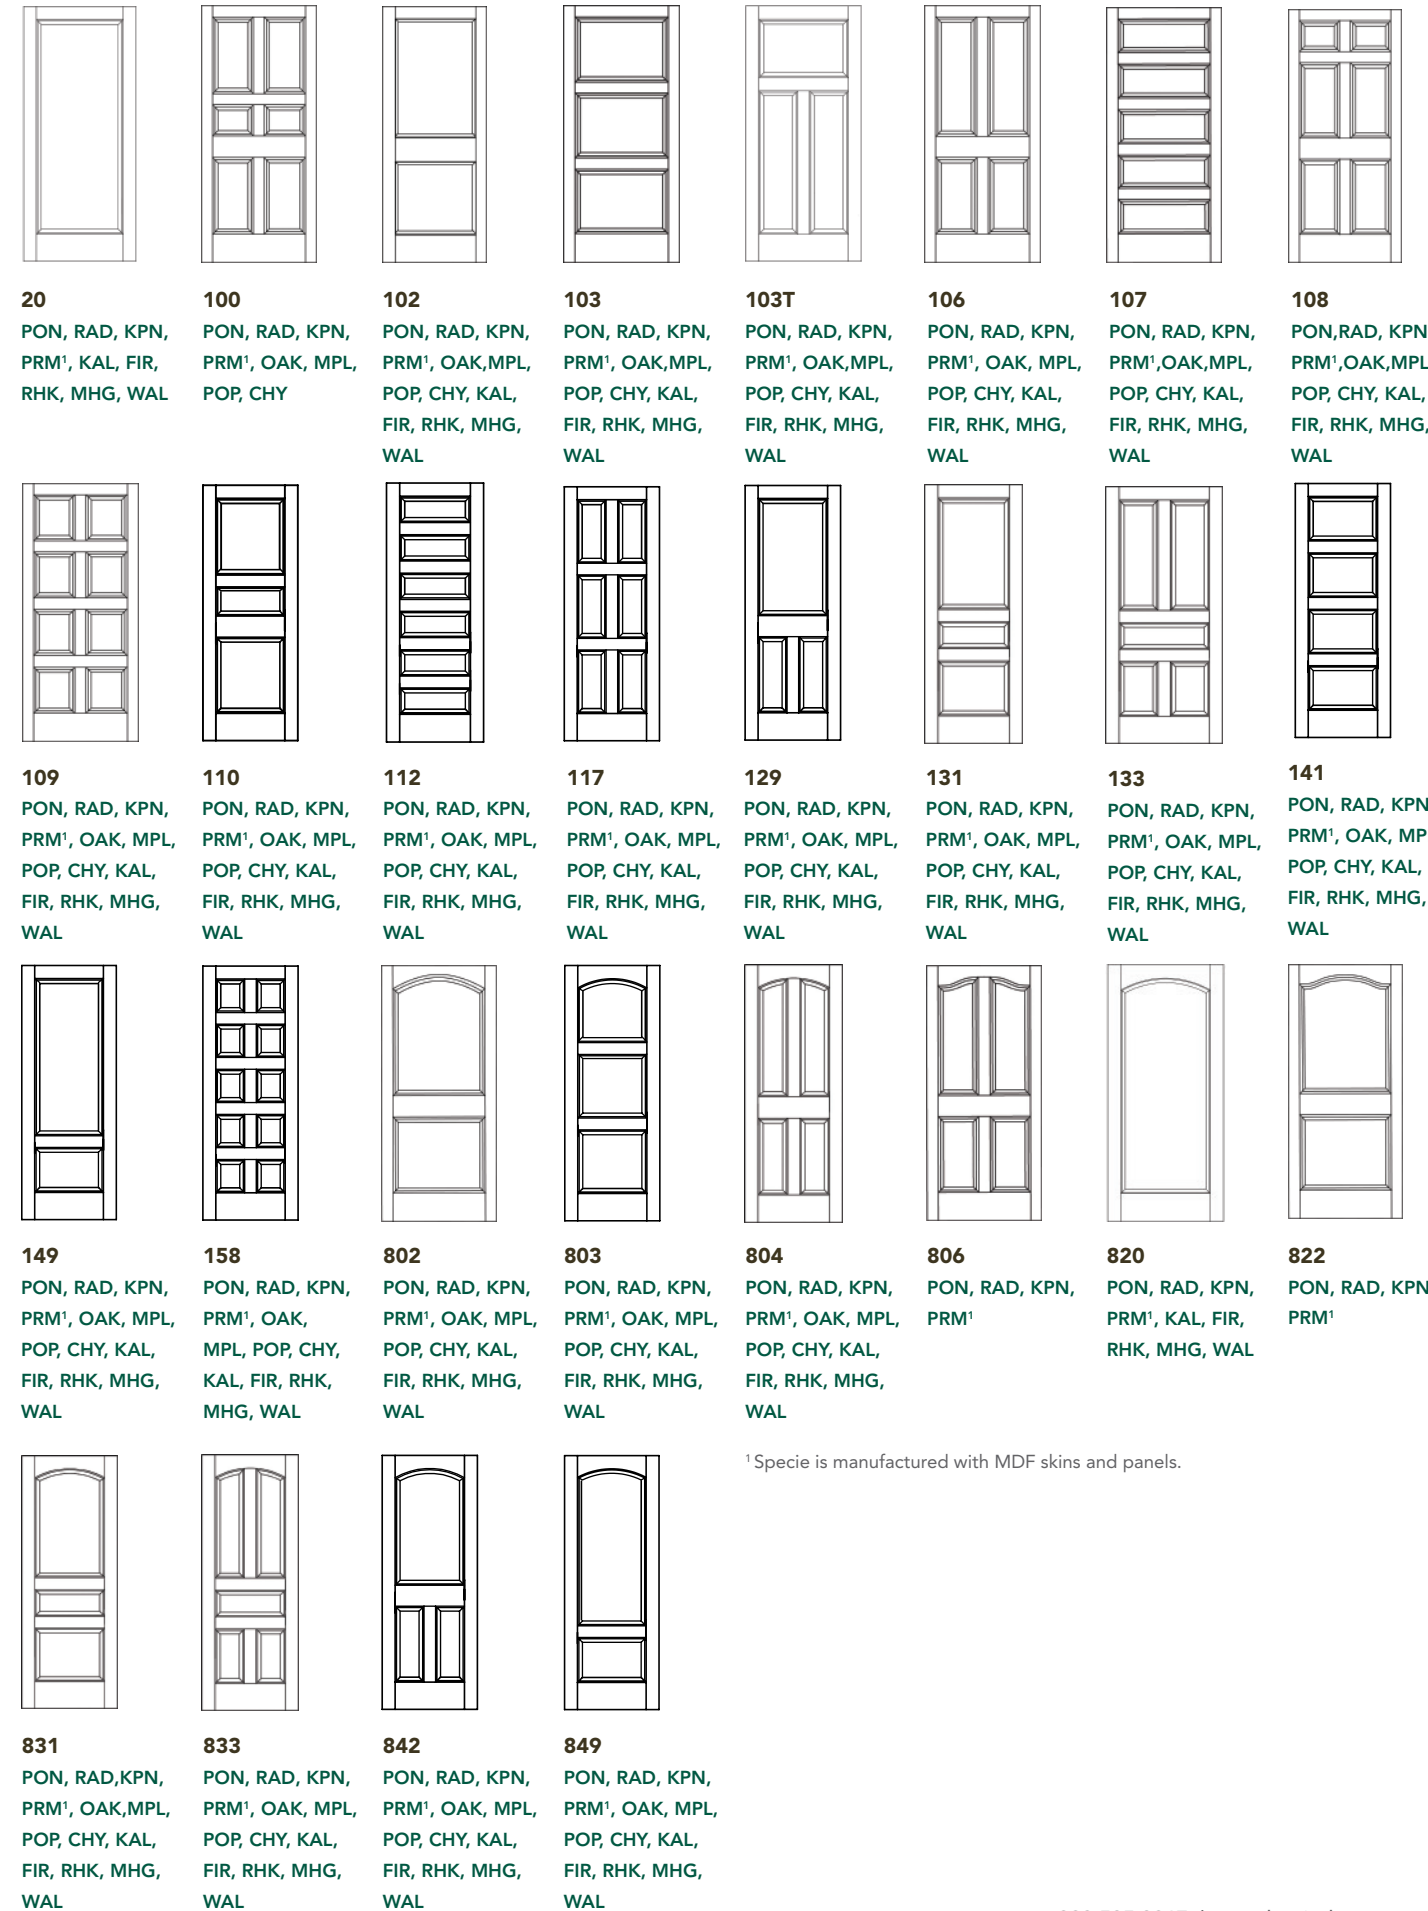 20
PON, RAD, KPN,
PRM¹, KAL, FIR,
RHK, MHG, WAL
100
PON, RAD, KPN,
PRM¹, OAK, MPL,
POP, CHY
102
PON, RAD, KPN,
PRM¹, OAK,MPL,
POP, CHY, KAL,
FIR, RHK, MHG,
WAL
103
PON, RAD, KPN,
PRM¹, OAK,MPL,
POP, CHY, KAL,
FIR, RHK, MHG,
WAL
103T
PON, RAD, KPN,
PRM¹, OAK,MPL,
POP, CHY, KAL,
FIR, RHK, MHG,
WAL
106
PON, RAD, KPN,
PRM¹, OAK, MPL,
POP, CHY, KAL,
FIR, RHK, MHG,
WAL
107
PON, RAD, KPN,
PRM¹,OAK,MPL,
POP, CHY, KAL,
FIR, RHK, MHG,
WAL
108
PON,RAD, KPN
PRM¹,OAK,MPL
POP, CHY, KAL,
FIR, RHK, MHG,
WAL
109
PON, RAD, KPN,
PRM¹, OAK, MPL,
POP, CHY, KAL,
FIR, RHK, MHG,
WAL
110
PON, RAD, KPN,
PRM¹, OAK, MPL,
POP, CHY, KAL,
FIR, RHK, MHG,
WAL
112
PON, RAD, KPN,
PRM¹, OAK, MPL,
POP, CHY, KAL,
FIR, RHK, MHG,
WAL
117
PON, RAD, KPN,
PRM¹, OAK, MPL,
POP, CHY, KAL,
FIR, RHK, MHG,
WAL
129
PON, RAD, KPN,
PRM¹, OAK, MPL,
POP, CHY, KAL,
FIR, RHK, MHG,
WAL
131
PON, RAD, KPN,
PRM¹, OAK, MPL,
POP, CHY, KAL,
FIR, RHK, MHG,
WAL
133
PON, RAD, KPN,
PRM¹, OAK, MPL,
POP, CHY, KAL,
FIR, RHK, MHG,
WAL
141
PON, RAD, KPN
PRM¹, OAK, MP
POP, CHY, KAL,
FIR, RHK, MHG,
WAL
149
PON, RAD, KPN,
PRM¹, OAK, MPL,
POP, CHY, KAL,
FIR, RHK, MHG,
WAL
158
PON, RAD, KPN,
PRM¹, OAK,
MPL, POP, CHY,
KAL, FIR, RHK,
MHG, WAL
802
PON, RAD, KPN,
PRM¹, OAK, MPL,
POP, CHY, KAL,
FIR, RHK, MHG,
WAL
803
PON, RAD, KPN,
PRM¹, OAK, MPL,
POP, CHY, KAL,
FIR, RHK, MHG,
WAL
804
PON, RAD, KPN,
PRM¹, OAK, MPL,
POP, CHY, KAL,
FIR, RHK, MHG,
WAL
806
PON, RAD, KPN,
PRM¹
820
PON, RAD, KPN,
PRM¹, KAL, FIR,
RHK, MHG, WAL
822
PON, RAD, KPN
PRM¹
¹ Specie is manufactured with MDF skins and panels.
831
PON, RAD,KPN,
PRM¹, OAK,MPL,
POP, CHY, KAL,
FIR, RHK, MHG,
WAL
833
PON, RAD, KPN,
PRM¹, OAK, MPL,
POP, CHY, KAL,
FIR, RHK, MHG,
WAL
842
PON, RAD, KPN,
PRM¹, OAK, MPL,
POP, CHY, KAL,
FIR, RHK, MHG,
WAL
849
PON, RAD, KPN,
PRM¹, OAK, MPL,
POP, CHY, KAL,
FIR, RHK, MHG,
WAL